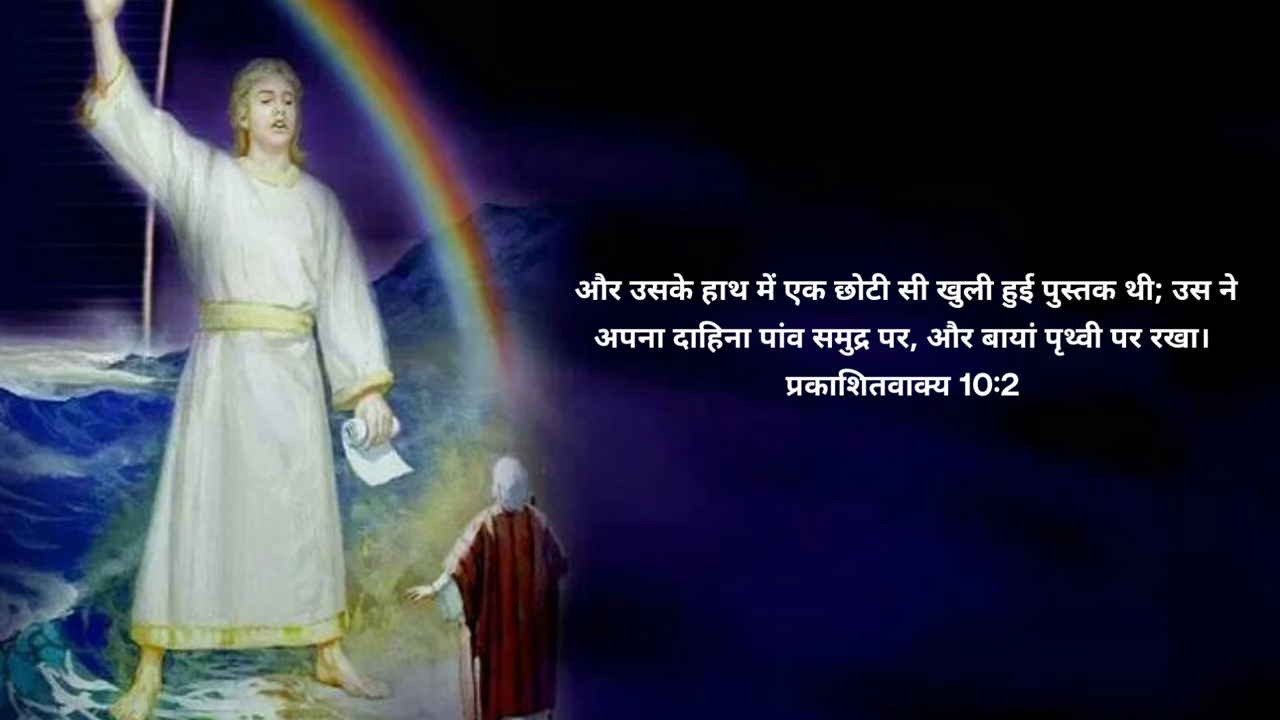 और उसके हाथ में एक छोटी सी खुली हुई पुस्तक थी; उस ने
अपना दाहिना पांव समुद्र पर, और बायां पृथ्वी पर रखा।
प्रकाशितवाक्य 10:2